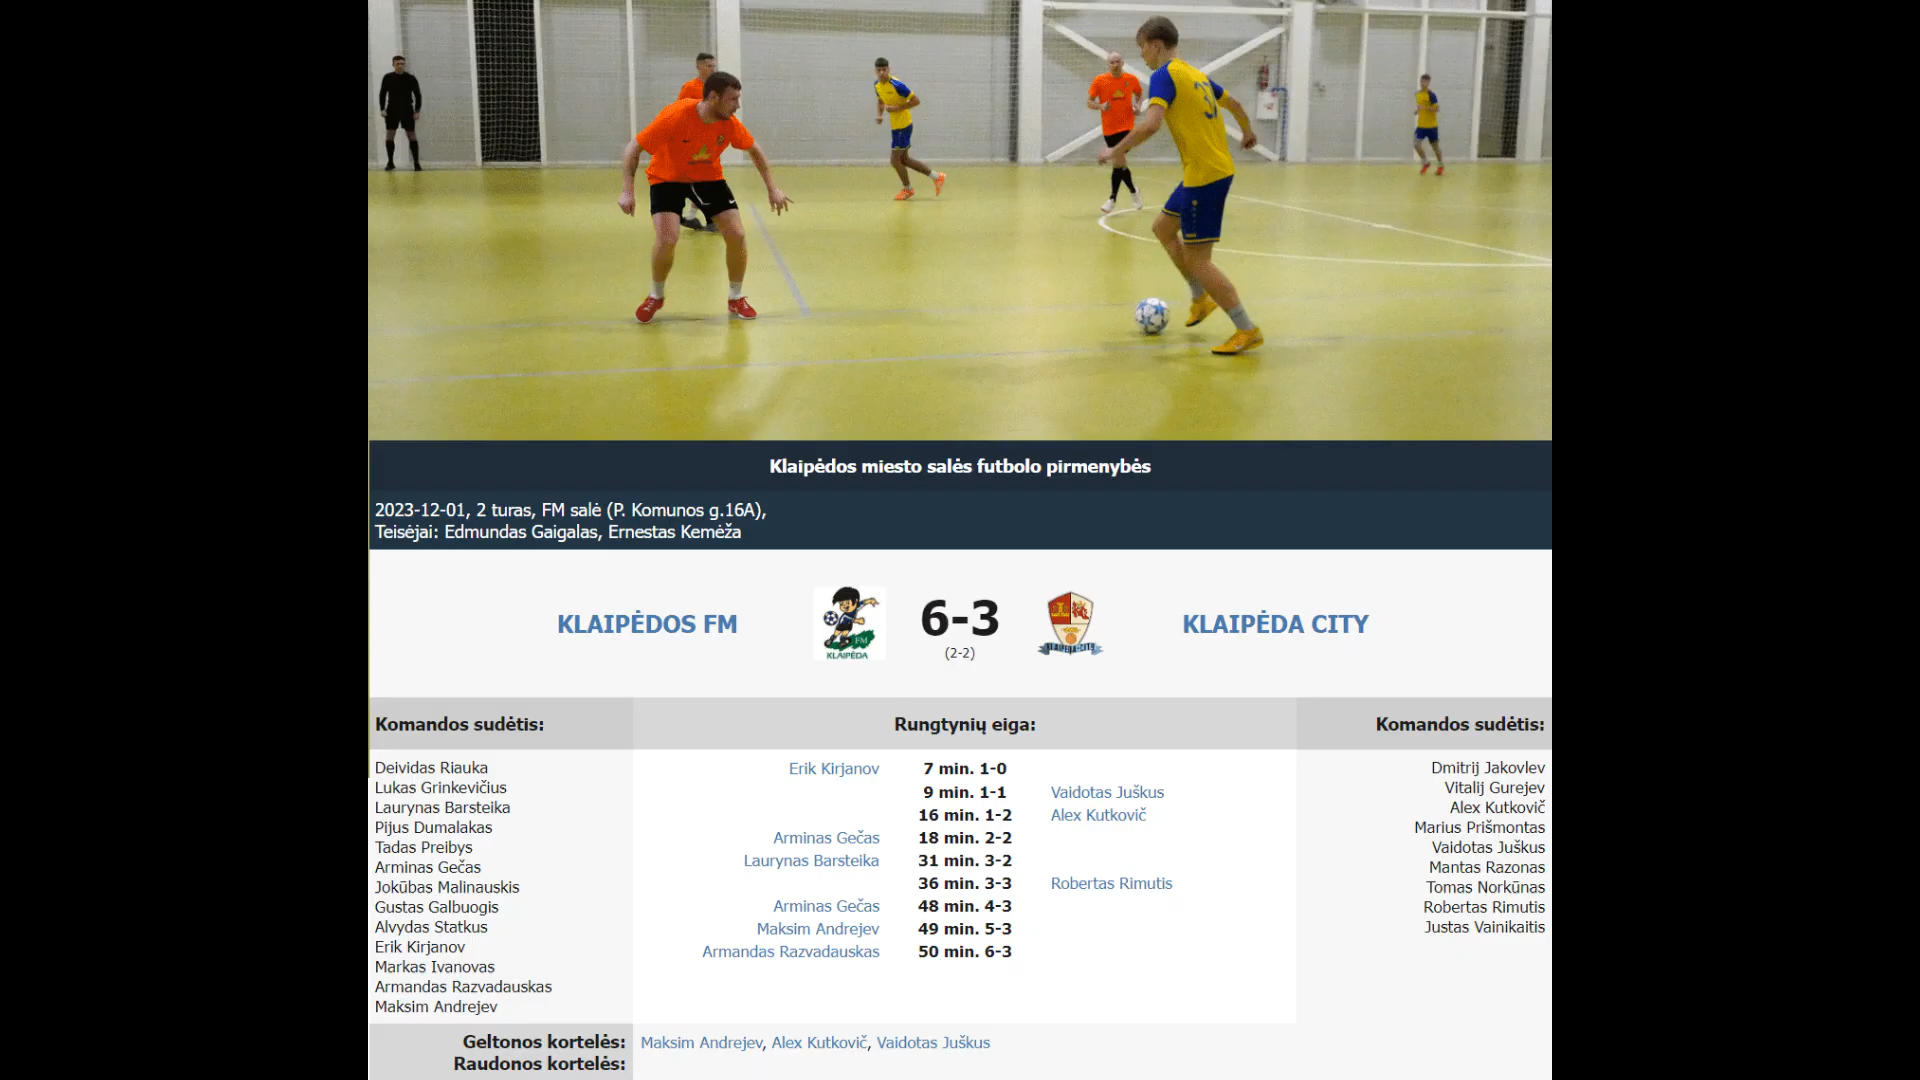 37
Klaipėdos miesto salės futbolo pirmenybės
2023-12-01, 2 turas, FM salė (P. Komunos g.16A),
Teisėjai: Edmundas Gaigalas, Ernestas Kemėža
KLAIPĖDOS FM
FM
KLAIPĖDA
6-3
(2-2)
KLAIPĖDA CITY
KLAIPĖDA CITY
Komandos sudėtis:
Deividas Riauka
Lukas Grinkevičius
Laurynas Barsteika
Pijus Dumalakas
Tadas Preibys
Arminas Gečas
Jokūbas Malinauskis
Gustas Galbuogis
Alvydas Statkus
Erik Kirjanov
Markas Ivanovas
Armandas Razvadauskas
Maksim Andrejev
Rungtynių eiga:
Erik Kirjanov 7 min. 1-0
9 min. 1-1 Vaidotas Juškus
16 min. 1-2 Alex Kutkovič
Arminas Gečas 18 min. 2-2
Laurynas Barsteika 31 min. 3-2
36 min. 3-3 Robertas Rimutis
Arminas Gečas 48 min. 4-3
Maksim Andrejev 49 min. 5-3
Armandas Razvadauskas 50 min. 6-3
Komandos sudėtis:
Dmitrij Jakovlev
Vitalij Gurejev
Alex Kutkovič
Marius Prišmontas
Vaidotas Juškus
Mantas Razonas
Tomas Norkūnas
Robertas Rimutis
Justas Vainikaitis
Geltonos kortelės: Maksim Andrejev, Alex Kutkovič, Vaidotas Juškus
Raudonos kortelės: